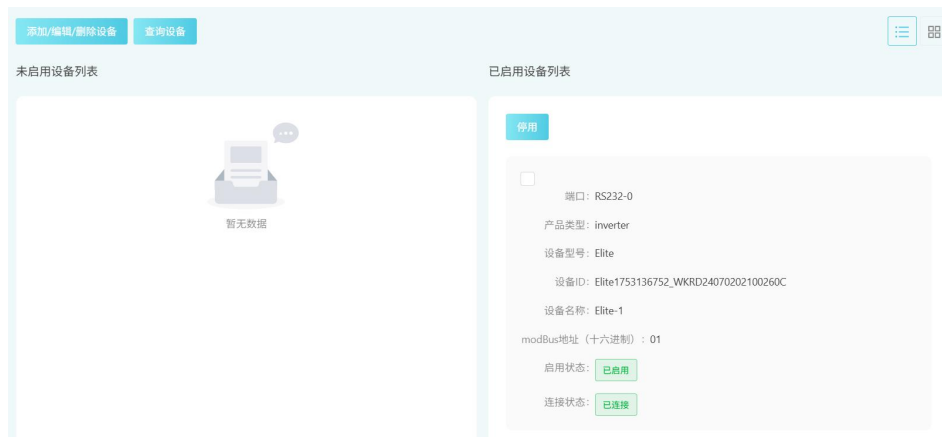 添加/编辑/删除设备 查询设备
未启用设备列表
已启用设备列表
暂无数据
停用
端口: RS232-0
产品类型: inverter
设备型号: Elite
设备ID: Elite1753136752_WKRD24070202100260C
设备名称: Elite-1
modBus地址（十六进制）: 01
启用状态: 已启用
连接状态: 已连接